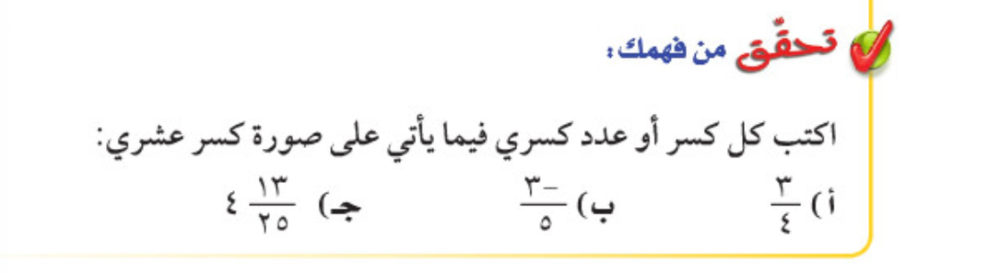 تحقّق من فهمك:
اكتب كل كسر أو عدد كسري فيما يأتي على صورة كسر عشري:
أ) ٣/٤ ب) -٣/٥ جـ) ٤ ١٣/٢٥